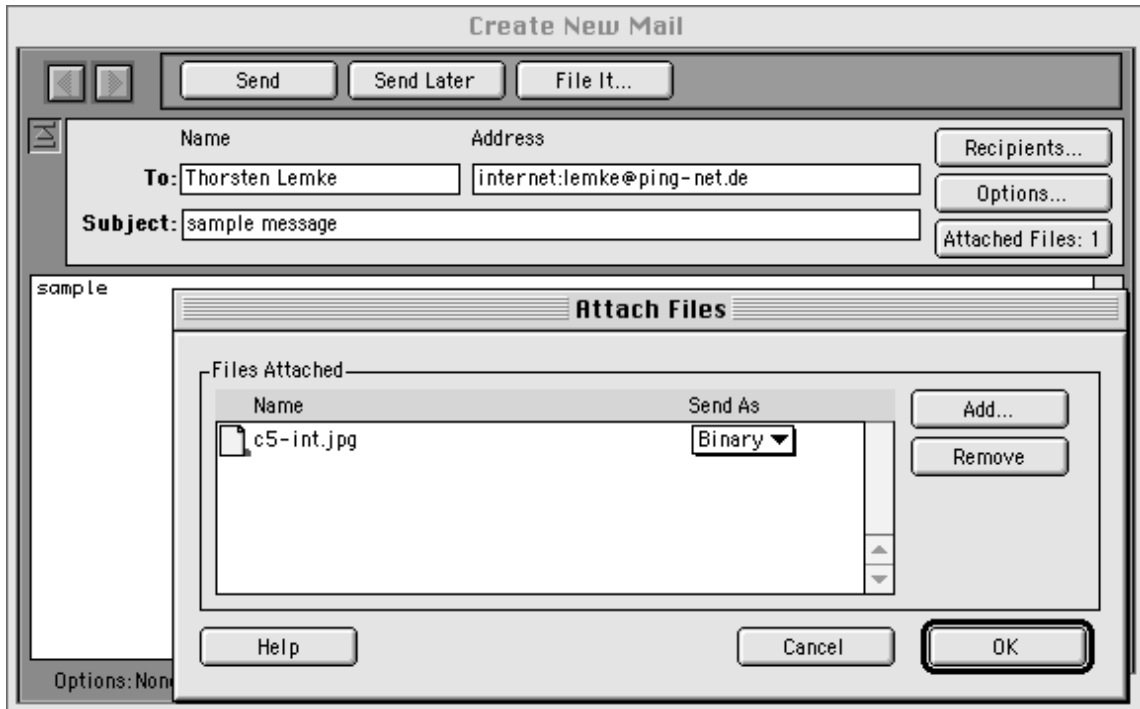 Create New Mail
Send Send Later File It...
Name Address
To: Thorsten Lemke internet:lemke@ping-net.de
Subject: sample message
Recipients...
Options...
Attached Files: 1
sample
Attach Files
Files Attached
Name Send As
c5-int.jpg Binary
Add...
Remove
Help Cancel OK
Options: